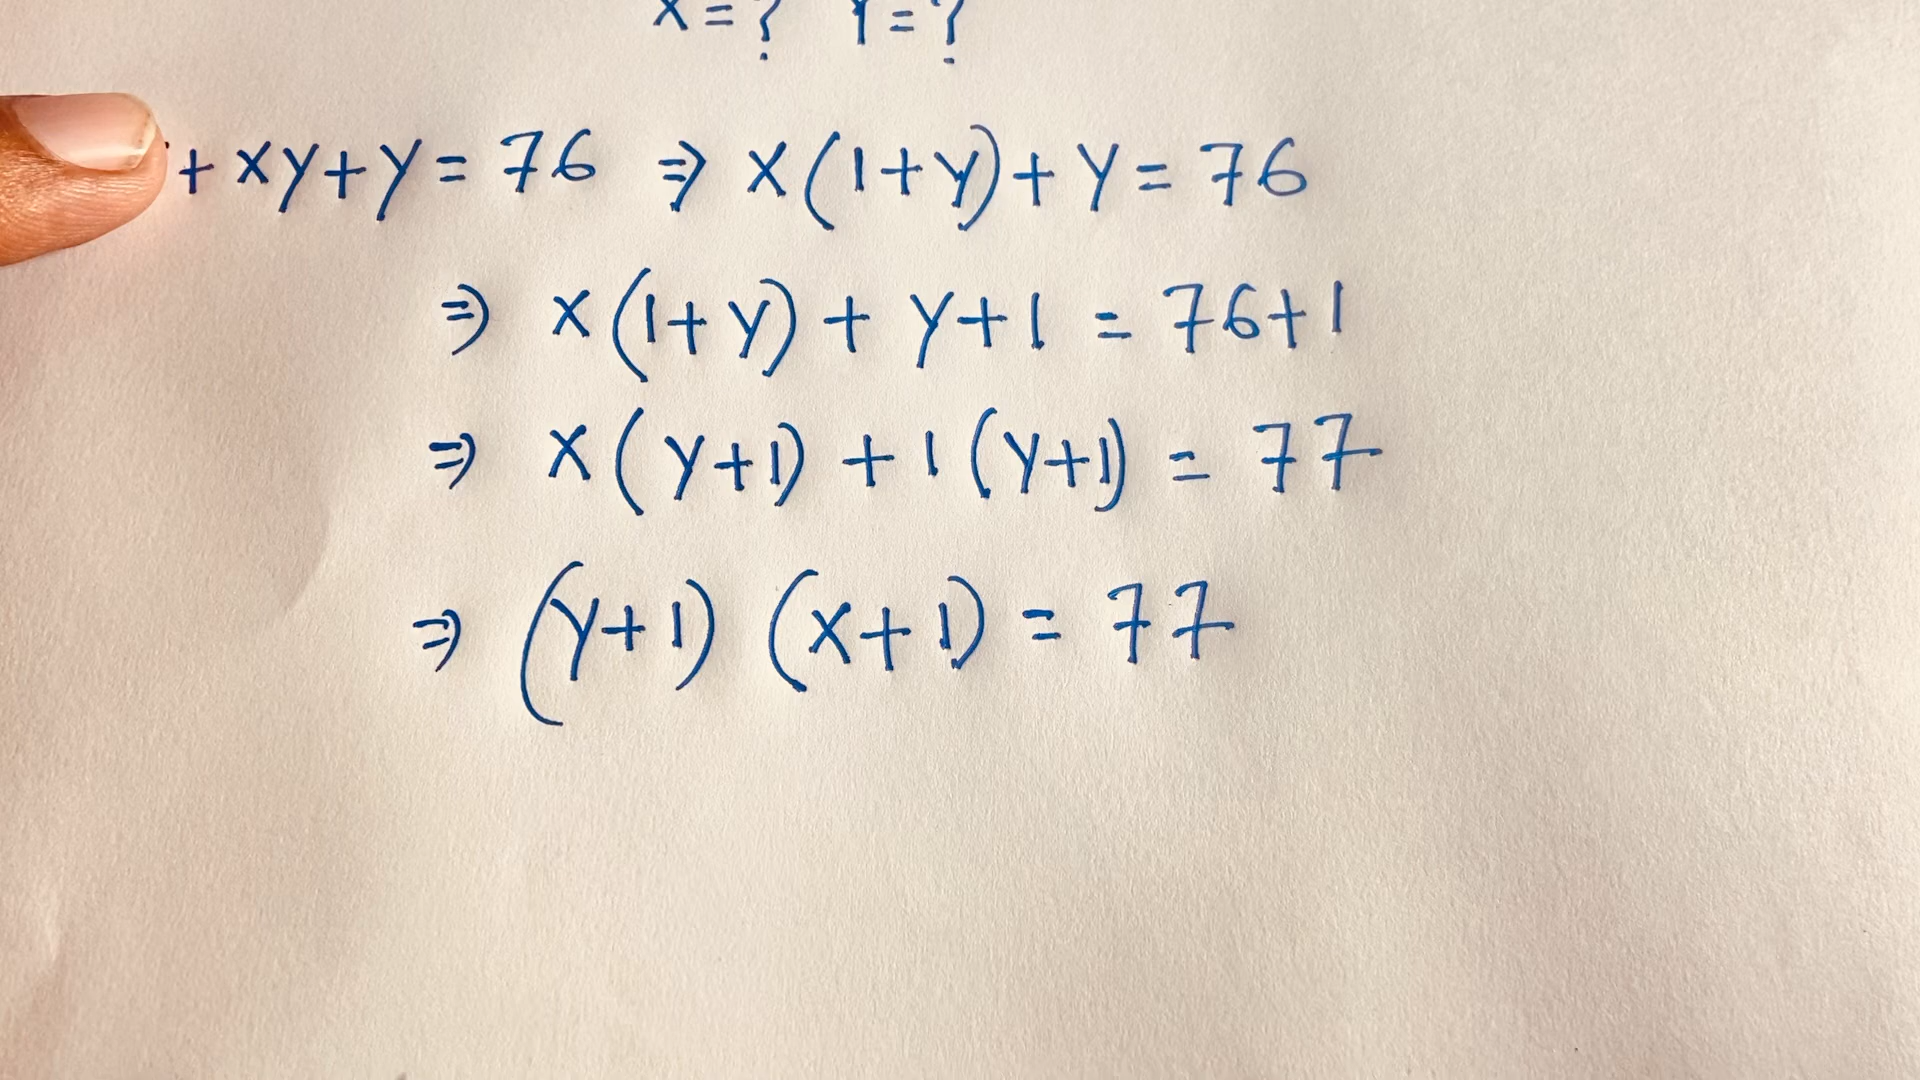 x = ? Y = ?
+ xy + y = 76 ⇒ x(1+y) + y = 76
⇒ x(1+y) + y+1 = 76+1
⇒ x(y+1) + 1(y+1) = 77
⇒ (y+1) (x+1) = 77